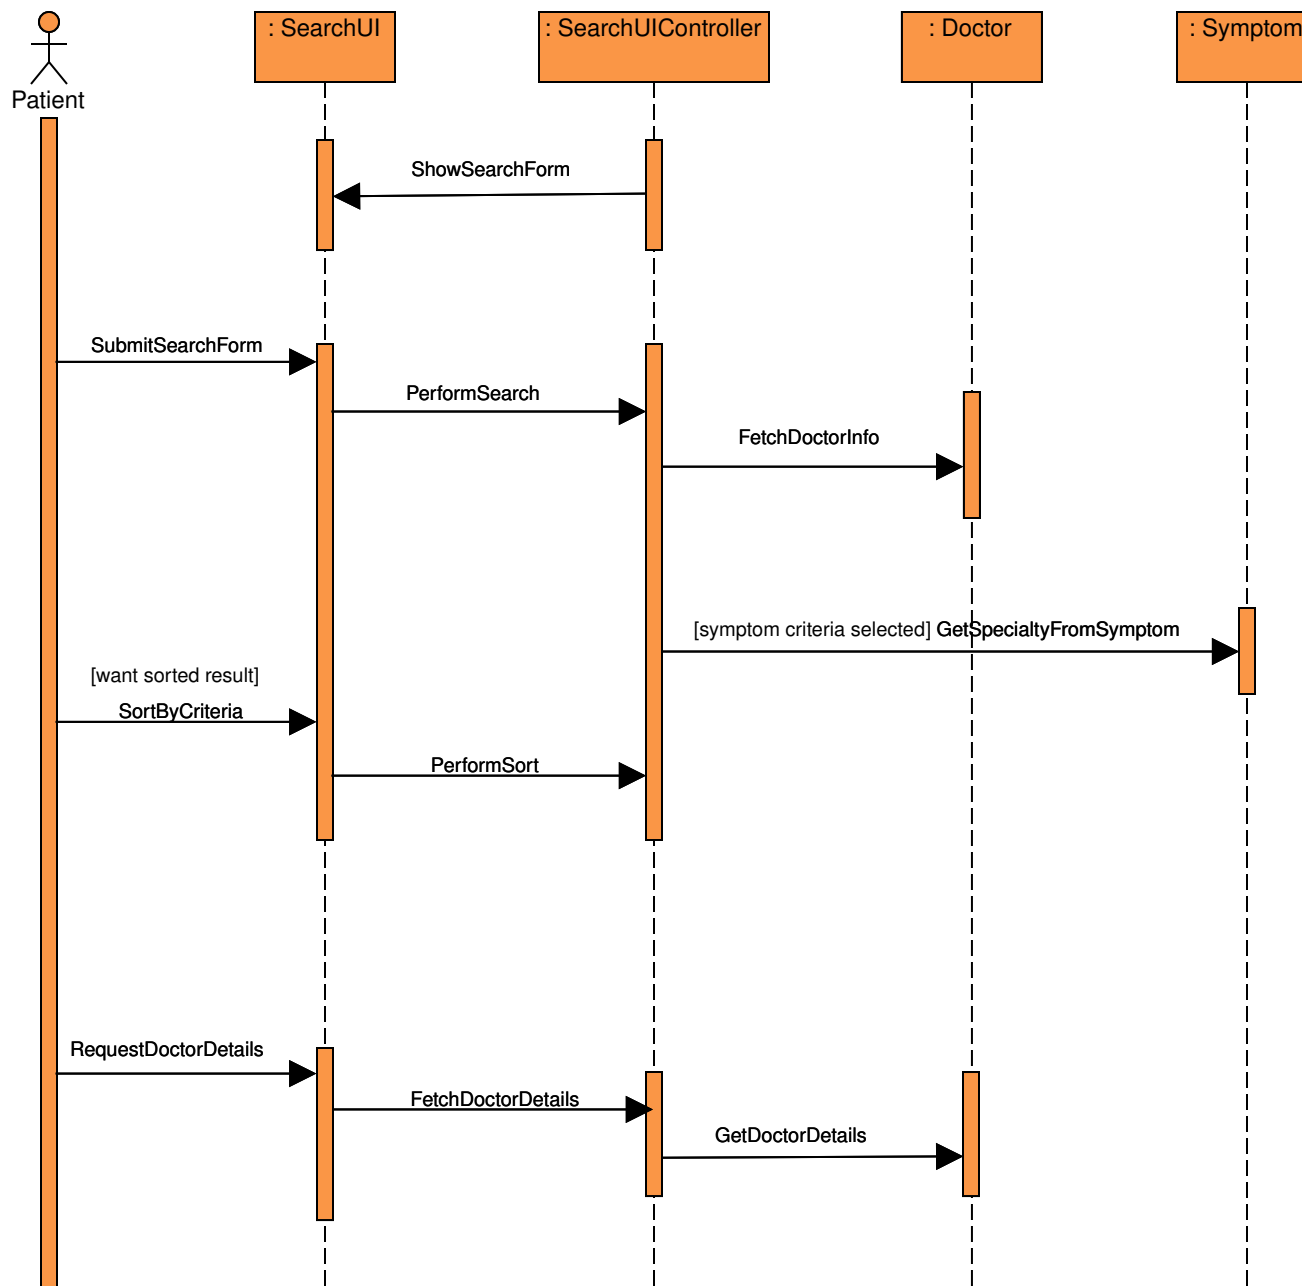 : SearchUI
: SearchUIController
: Doctor
: Symptom
Patient
ShowSearchForm
SubmitSearchForm
PerformSearch
FetchDoctorInfo
[symptom criteria selected] GetSpecialtyFromSymptom
[want sorted result]
SortByCriteria
PerformSort
RequestDoctorDetails
FetchDoctorDetails
GetDoctorDetails